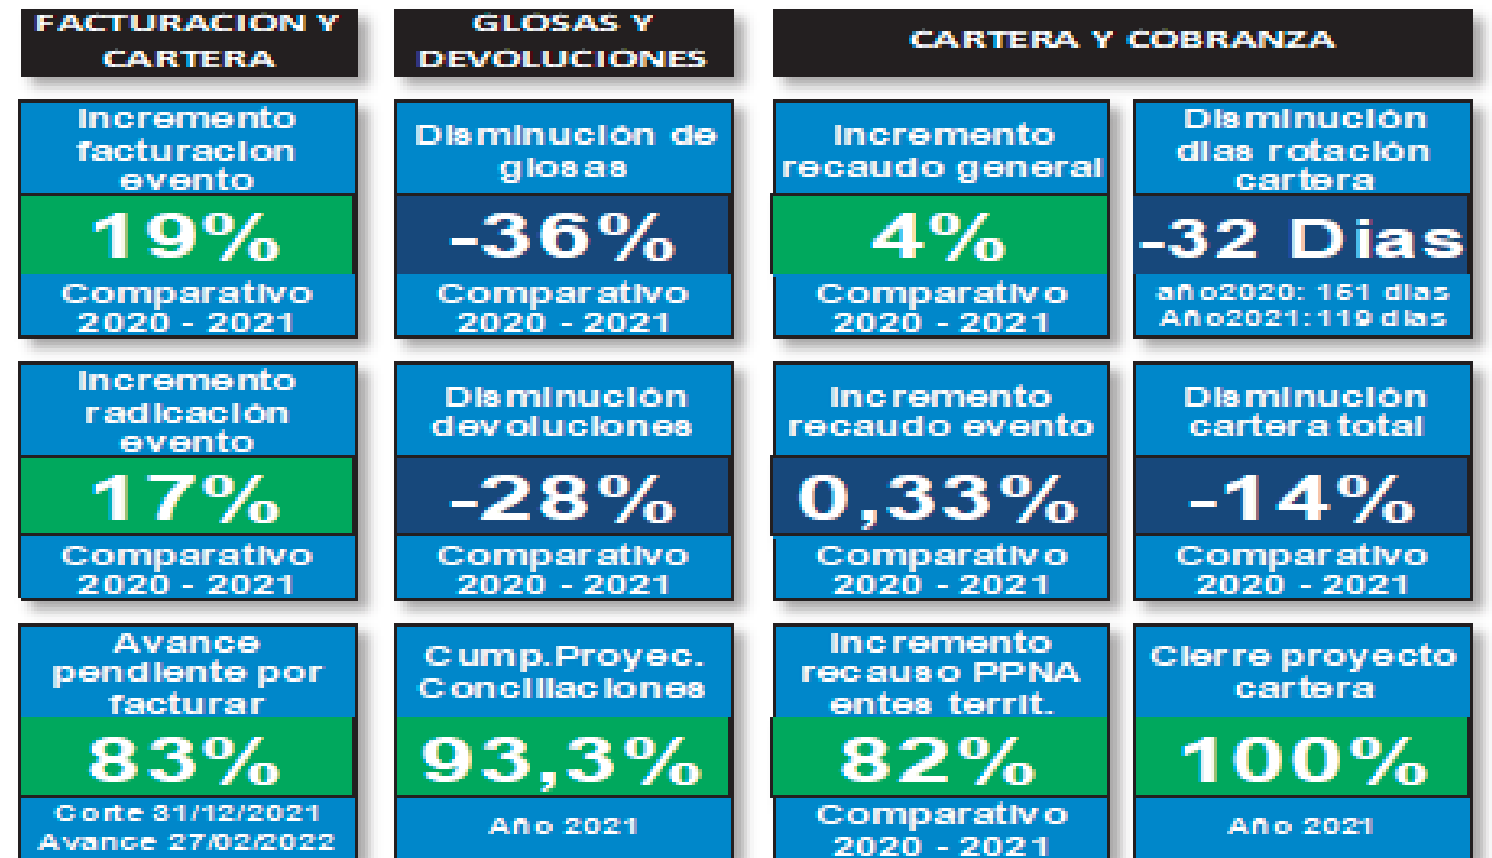 FACTURACIÓN Y
CARTERA
GLOSAS Y
DEVOLUCIONES
CARTERA Y COBRANZA
Incremento
facturacion
evento
19%
Comparativo
2020 - 2021
Disminución de
glosas
-36%
Comparativo
2020 - 2021
Incremento
recaudo general
4%
Comparativo
2020 - 2021
Disminución
días rotación
cartera
-32 Dias
año2020: 151 días
Año2021: 119 días
Incremento
radicación
evento
17%
Comparativo
2020 - 2021
Disminución
devoluciones
-28%
Comparativo
2020 - 2021
Incremento
recaudo evento
0,33%
Comparativo
2020 - 2021
Disminución
cartera total
-14%
Comparativo
2020 - 2021
Avance
pendiente por
facturar
83%
Corte 31/12/2021
Avance 27/02/2022
Cump.Proyec.
Conciliaciones
93,3%
Año 2021
Incremento
recauso PPNA
entes territ.
82%
Comparativo
2020 - 2021
Cierre proyecto
cartera
100%
Año 2021